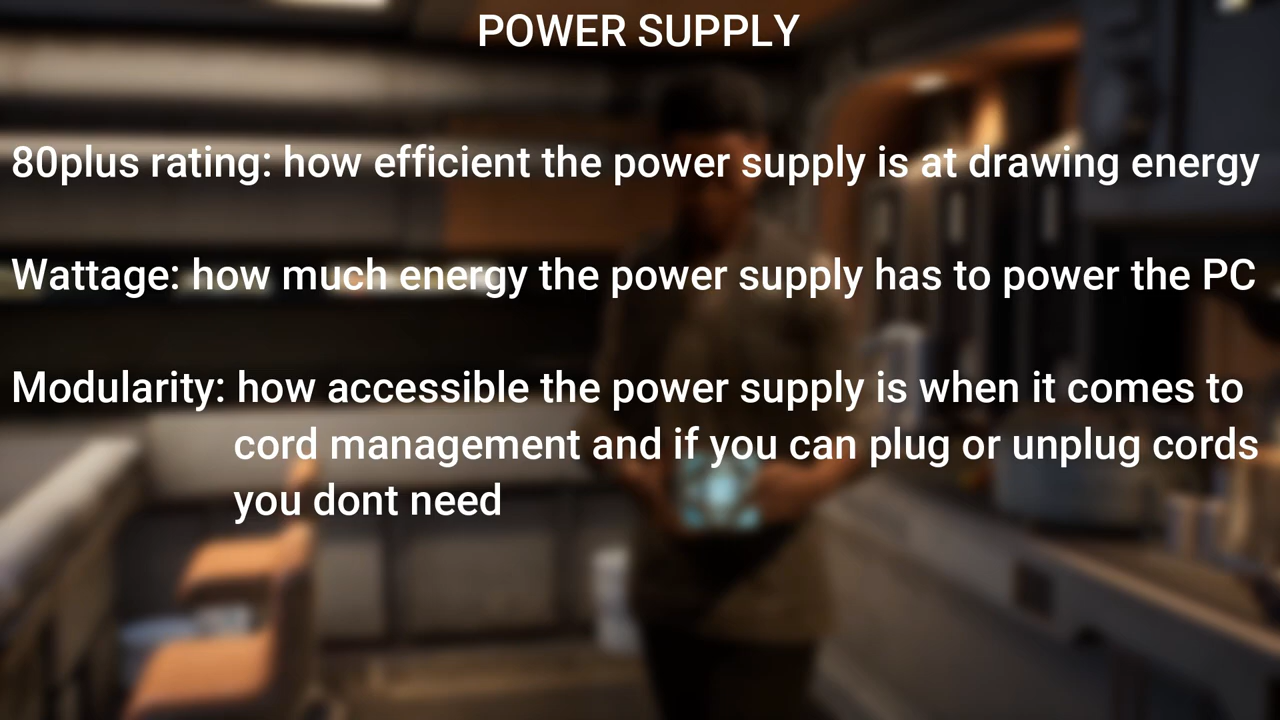 POWER SUPPLY
80plus rating: how efficient the power supply is at drawing energy
Wattage: how much energy the power supply has to power the PC
Modularity: how accessible the power supply is when it comes to
cord management and if you can plug or unplug cords
you dont need